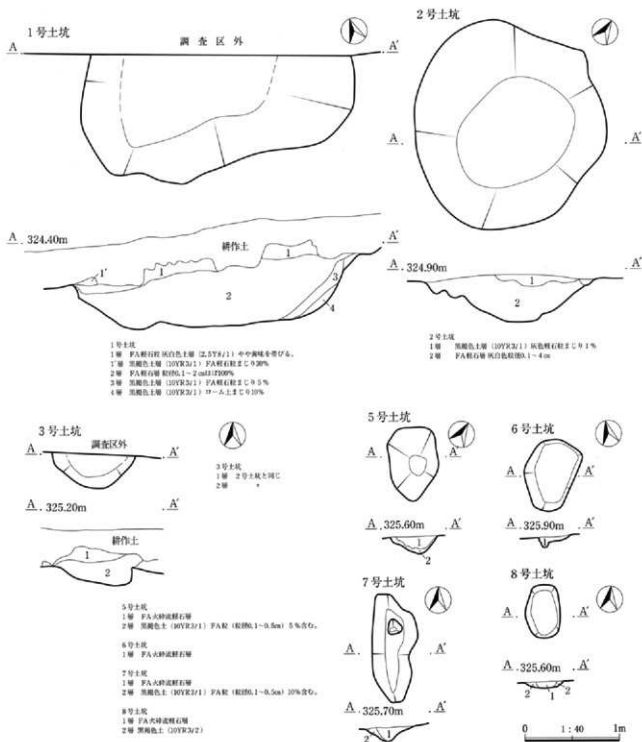 1号土坑
調査区外
A A′
2号土坑
A. .A′
A . 324.40m . A′
耕作土
1′ 1 1 2 3 4
A . 324.90m . A′
1 2
1号土坑
1層 FA軽石粒 灰白色土層 (2.5Y8/1) やや黄味を帯びる。
1′層 黒褐色土層 (10YR3/1) FA軽石粒まじり30%
2層 FA軽石層 粒径0.1~2㎝ほぼ100%
3層 黒褐色土層 (10YR3/1) FA軽石粒まじり5%
4層 黒褐色土層 (10YR3/1) ローム土まじり10%
2号土坑
1層 黒褐色土層 (10YR3/1) 灰色軽石粒まじり1%
2層 FA軽石層 灰白色粒径0.1~4㎝
3号土坑
調査区外
A. .A′
A . 325.20m . A′
耕作土
1
2
3号土坑
1層 2号土坑と同じ
2層 〃
5号土坑
A. .A′
A 325.60m A′
1
2
6号土坑
A. .A′
A 325.90m A′
1
5号土坑
1層 FA火砕流軽石層
2層 黒褐色土 (10YR3/1) FA粒 (粒径0.1~0.5㎝) 5%含む。
6号土坑
1層 FA火砕流軽石層
7号土坑
1層 FA火砕流軽石層
2層 黒褐色土 (10YR3/1) FA粒 (粒径0.1~0.5㎝) 10%含む。
8号土坑
1層 FA火砕流軽石層
2層 黒褐色土 (10YR3/2)
7号土坑
A. .A′
A . 325.70m . A′
2 1
8号土坑
A. .A′
A . 325.60m . A′
2 1 2
0 1:40 1m